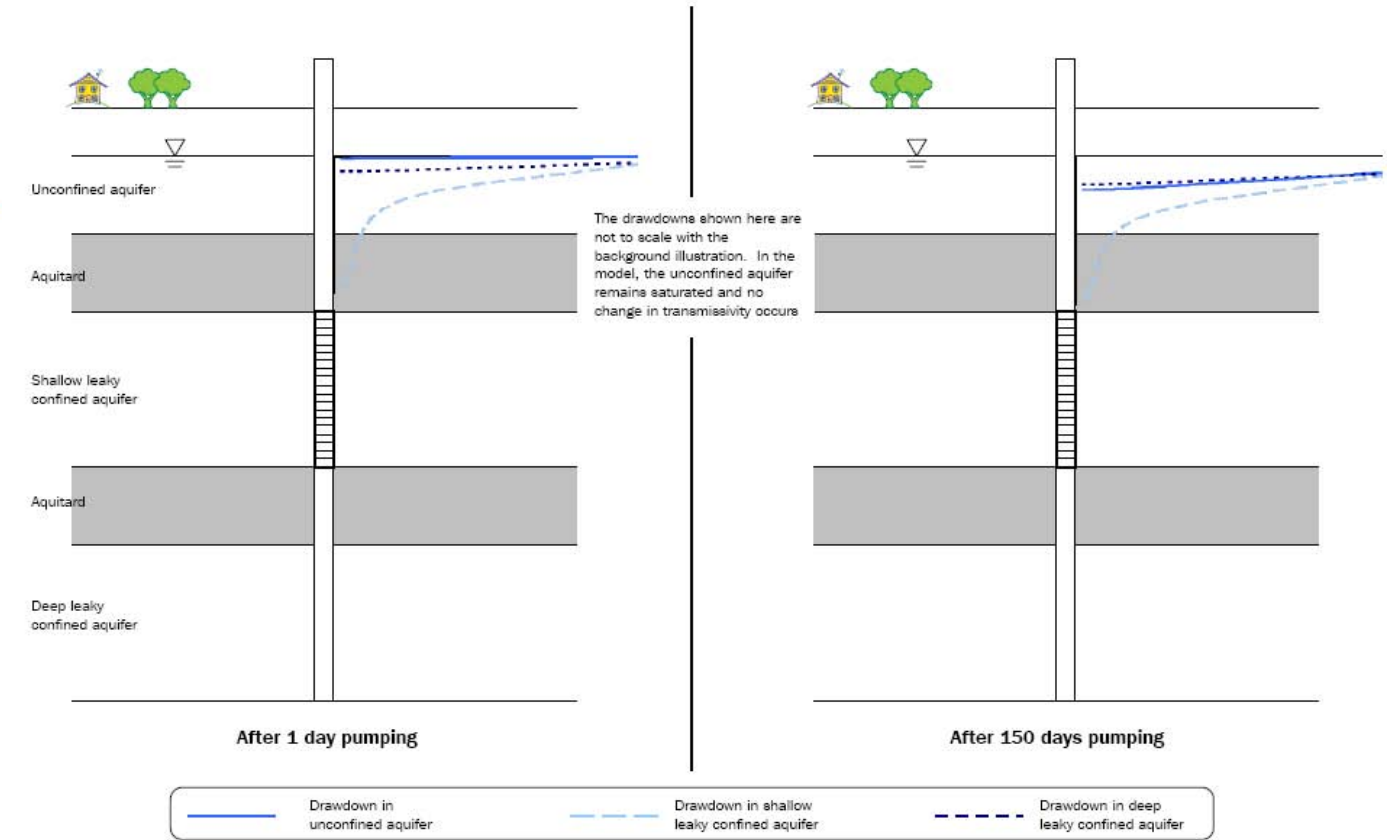 Unconfined aquifer
Aquitard
Shallow leaky
confined aquifer
Aquitard
Deep leaky
confined aquifer
The drawdowns shown here are
not to scale with the
background illustration. In the
model, the unconfined aquifer
remains saturated and no
change in transmissivity occurs
After 1 day pumping
After 150 days pumping
Drawdown in
unconfined aquifer
Drawdown in shallow
leaky confined aquifer
Drawdown in deep
leaky confined aquifer